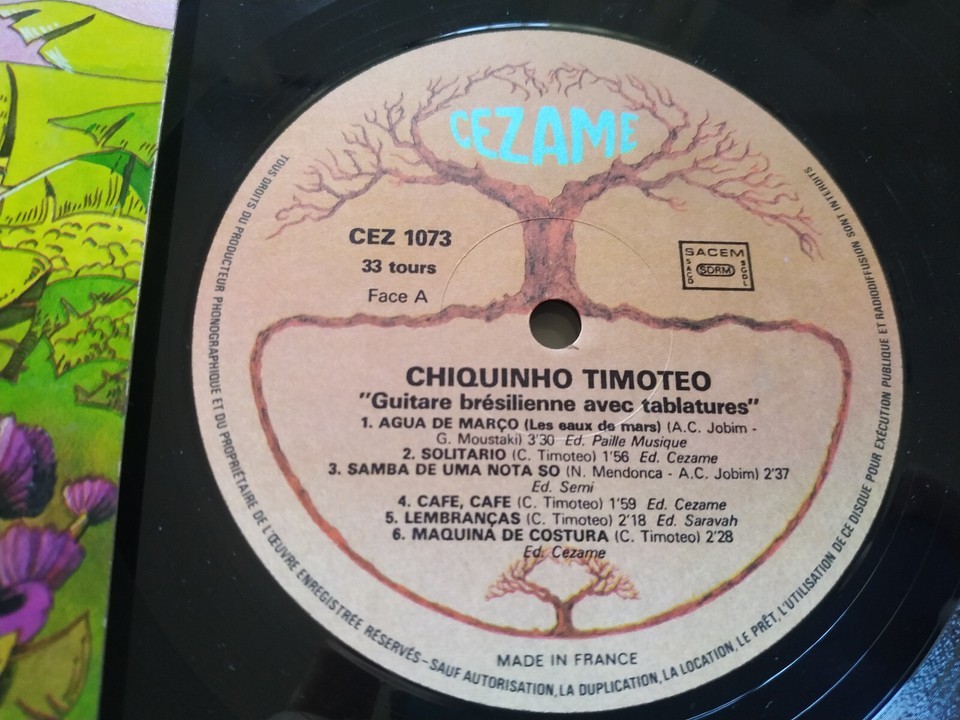 CEZAME
CEZ 1073
33 tours
Face A
SACEM
SACD SDRM SGDL
CHIQUINHO TIMOTEO
"Guitare brésilienne avec tablatures"
1. AGUA DE MARÇO (Les eaux de mars) (A.C. Jobim -
G. Moustaki) 3'30 Ed. Paille Musique
2. SOLITARIO (C. Timoteo) 1'56 Ed. Cezame
3. SAMBA DE UMA NOTA SO (N. Mendonca - A.C. Jobim) 2'37
Ed. Semi
4. CAFE, CAFE (C. Timoteo) 1'59 Ed. Cezame
5. LEMBRANÇAS (C. Timoteo) 2'18 Ed. Saravah
6. MAQUINA DE COSTURA (C. Timoteo) 2'28
Ed. Cezame
MADE IN FRANCE
TOUS DROITS DU PRODUCTEUR PHONOGRAPHIQUE ET DU PROPRIÉTAIRE DE L'ŒUVRE ENREGISTRÉE RÉSERVÉS - SAUF AUTORISATION, LA DUPLICATION, LA LOCATION, LE PRÊT, L'UTILISATION DE CE DISQUE POUR EXÉCUTION PUBLIQUE ET RADIODIFFUSION SONT INTERDITS